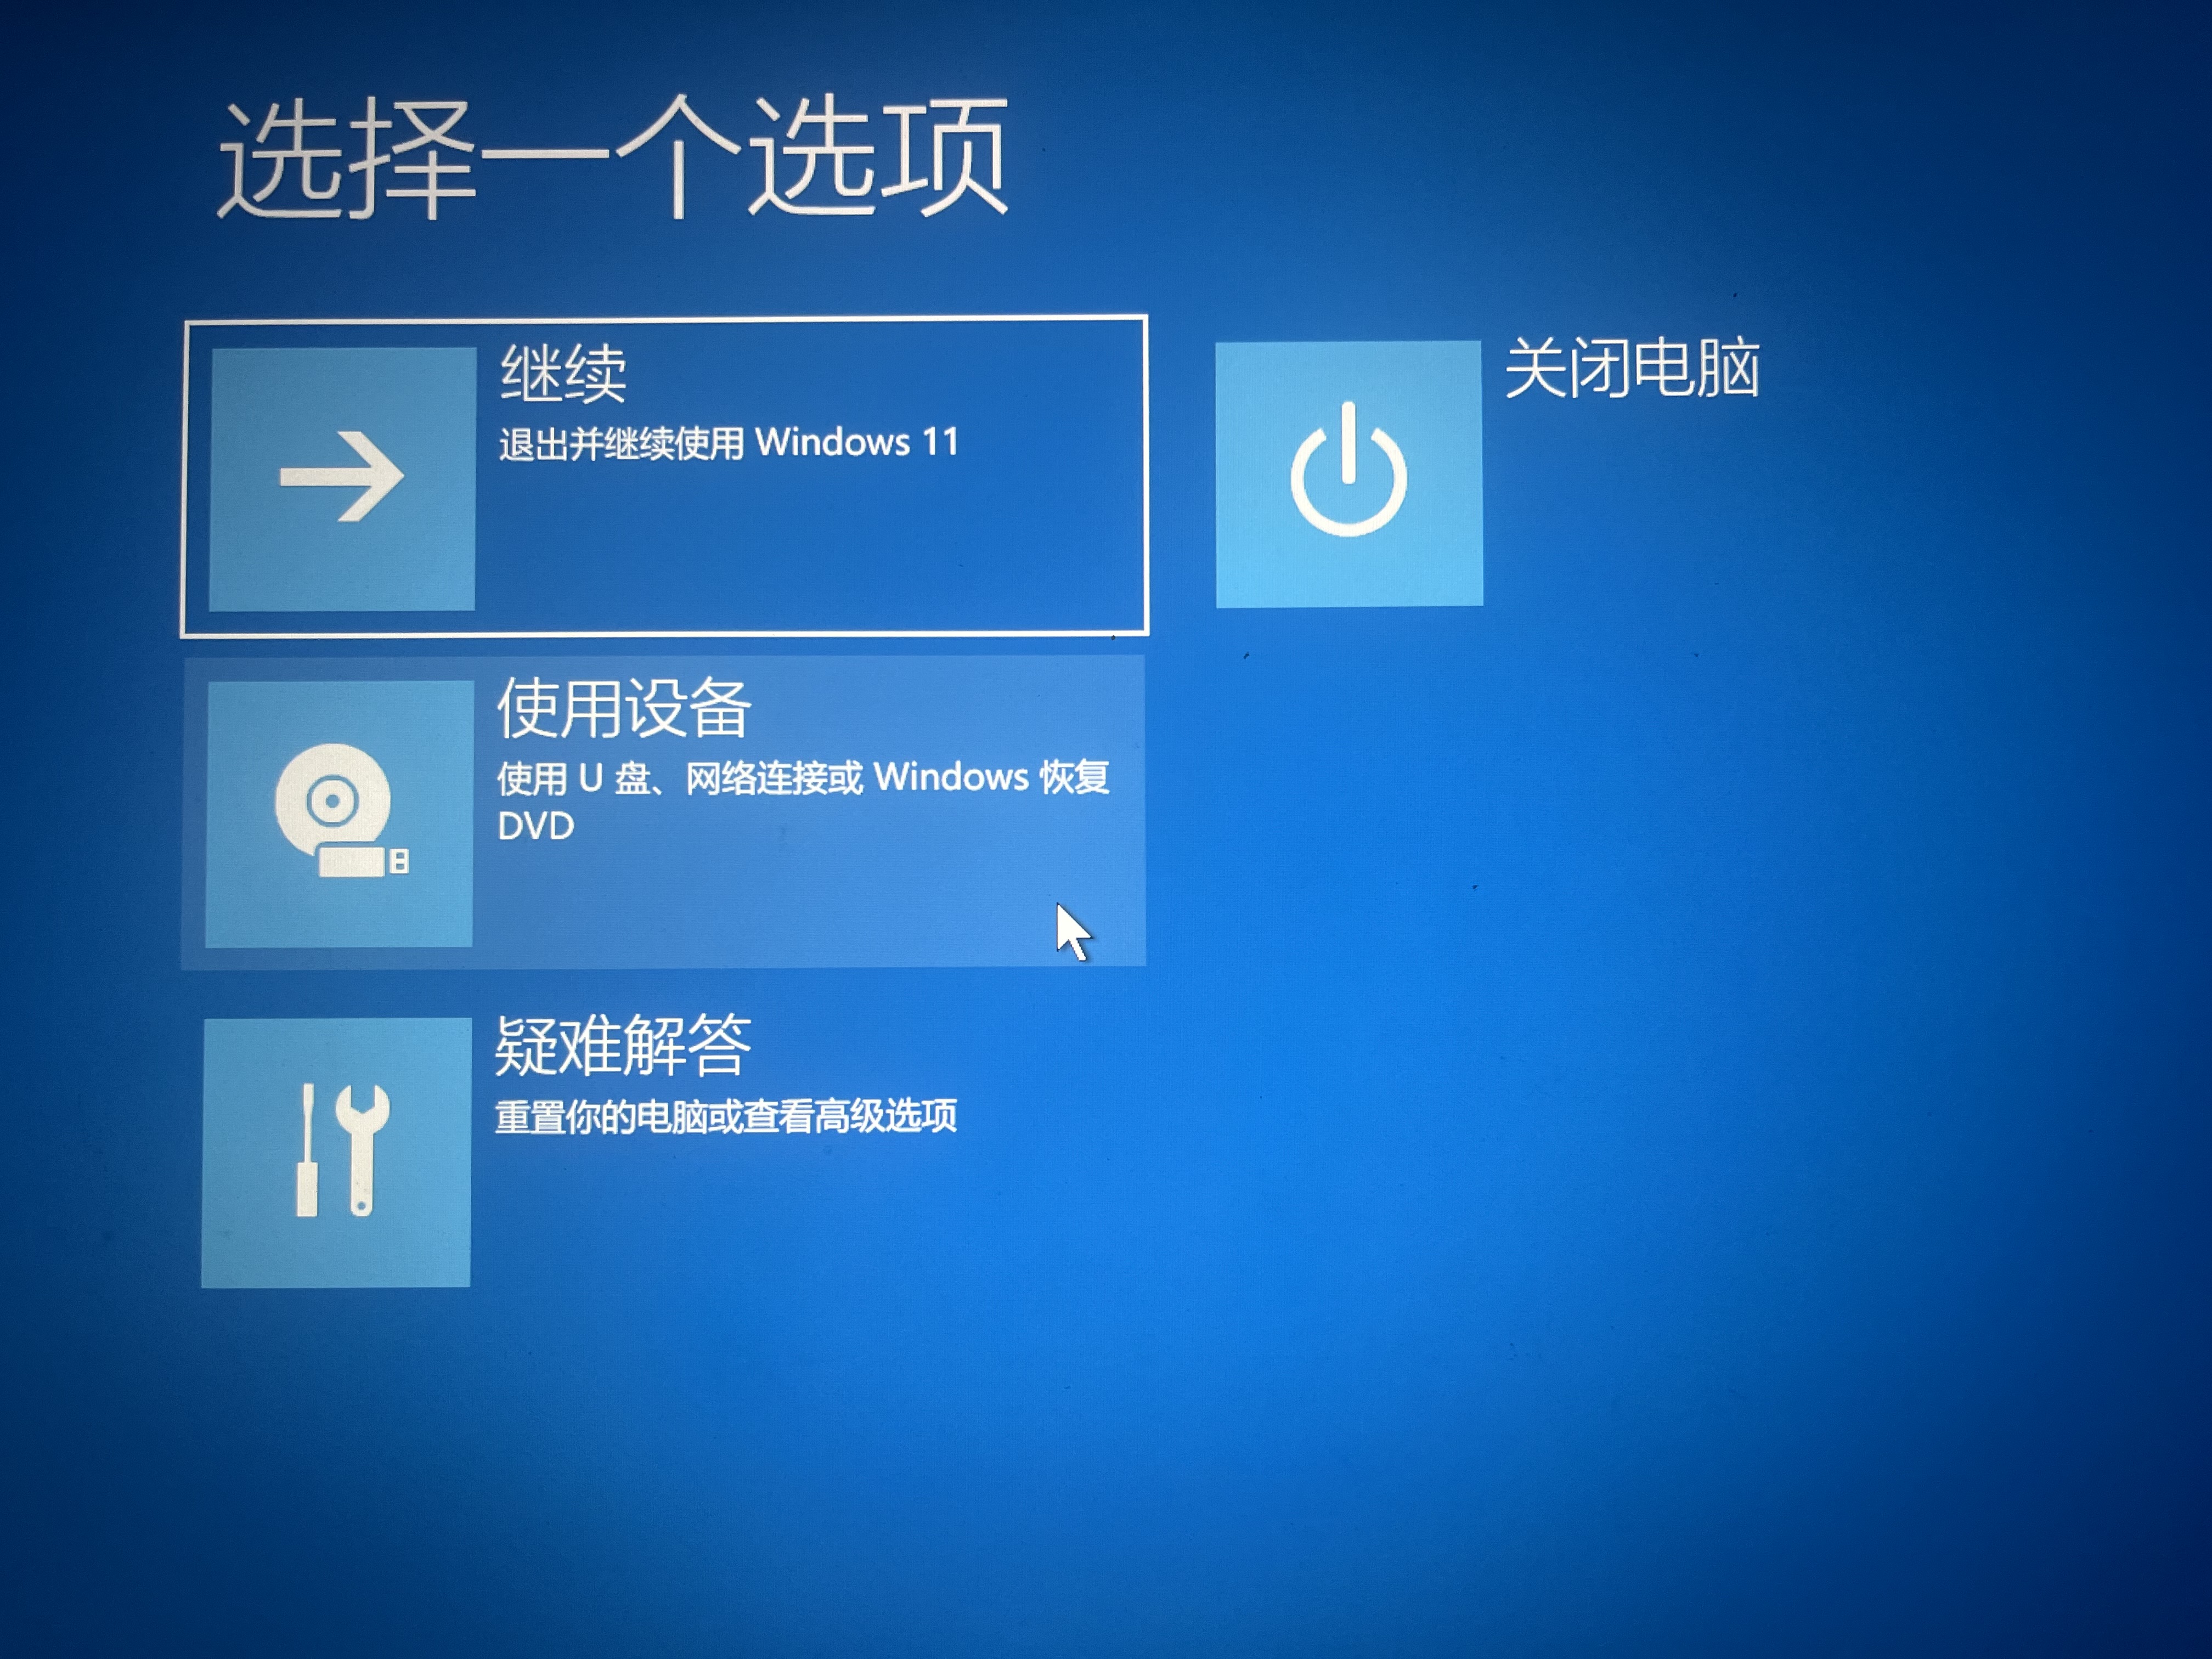 选择一个选项
继续
退出并继续使用 Windows 11
关闭电脑
使用设备
使用 U 盘、网络连接或 Windows 恢复
DVD
疑难解答
重置你的电脑或查看高级选项